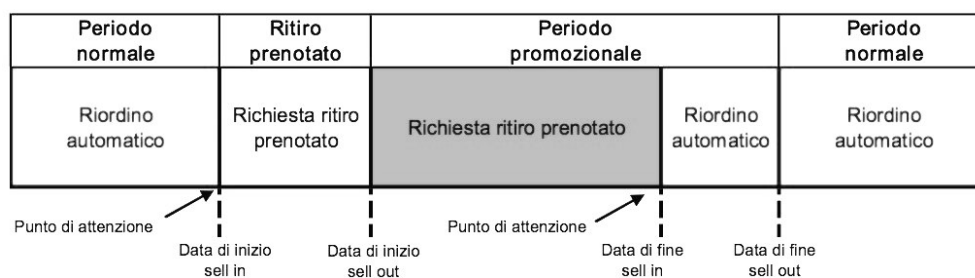 Periodo
normale
Ritiro
prenotato
Periodo
promozionale
Periodo
normale
Riordino
automatico
Richiesta ritiro
prenotato
Richiesta ritiro prenotato
Riordino
automatico
Riordino
automatico
Punto di attenzione
Punto di attenzione
Data di inizio
sell in
Data di inizio
sell out
Data di fine
sell in
Data di fine
sell out